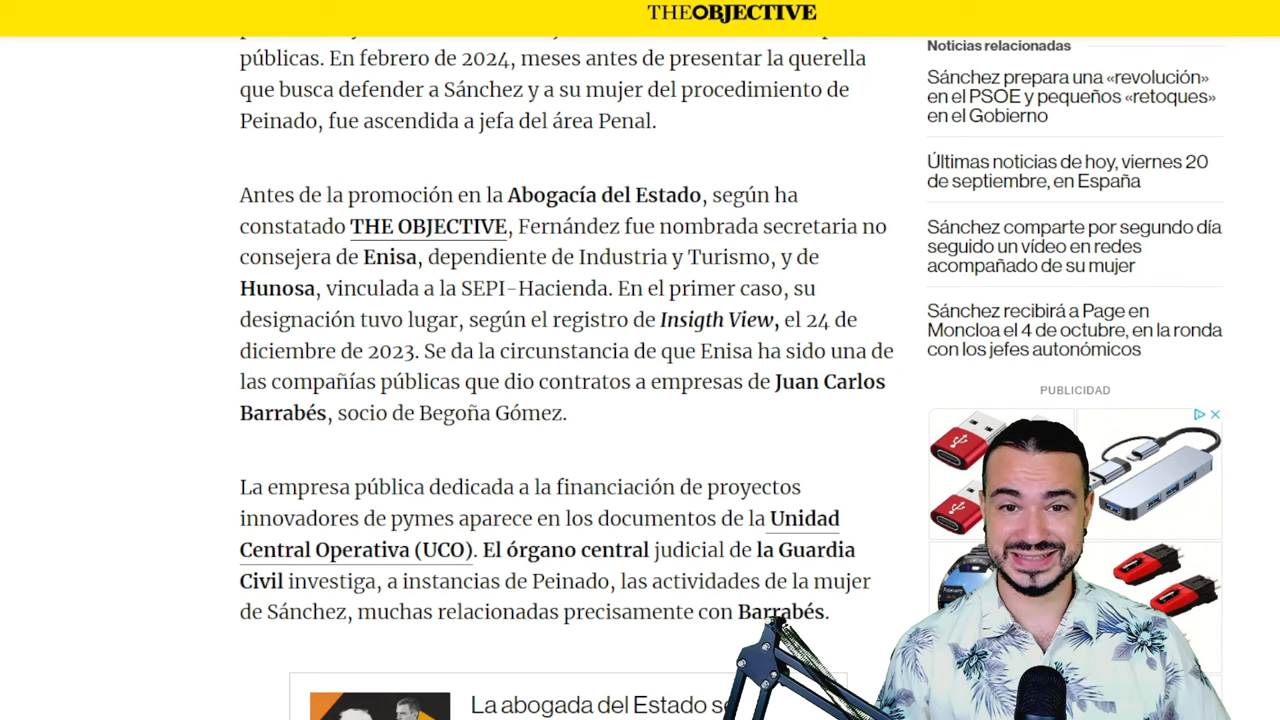 THE OBJECTIVE
públicas. En febrero de 2024, meses antes de presentar la querella
que busca defender a Sánchez y a su mujer del procedimiento de
Peinado, fue ascendida a jefa del área Penal.
Antes de la promoción en la Abogacía del Estado, según ha
constatado THE OBJECTIVE, Fernández fue nombrada secretaria no
consejera de Enisa, dependiente de Industria y Turismo, y de
Hunosa, vinculada a la SEPI-Hacienda. En el primer caso, su
designación tuvo lugar, según el registro de Insigth View, el 24 de
diciembre de 2023. Se da la circunstancia de que Enisa ha sido una de
las compañías públicas que dio contratos a empresas de Juan Carlos
Barrabés, socio de Begoña Gómez.
La empresa pública dedicada a la financiación de proyectos
innovadores de pymes aparece en los documentos de la Unidad
Central Operativa (UCO). El órgano central judicial de la Guardia
Civil investiga, a instancias de Peinado, las actividades de la mujer
de Sánchez, muchas relacionadas precisamente con Barrabés.
La abogada del Estado
Noticias relacionadas
Sánchez prepara una «revolución»
en el PSOE y pequeños «retoques»
en el Gobierno
Últimas noticias de hoy, viernes 20
de septiembre, en España
Sánchez comparte por segundo día
seguido un vídeo en redes
acompañado de su mujer
Sánchez recibirá a Page en
Moncloa el 4 de octubre, en la ronda
con los jefes autonómicos
PUBLICIDAD